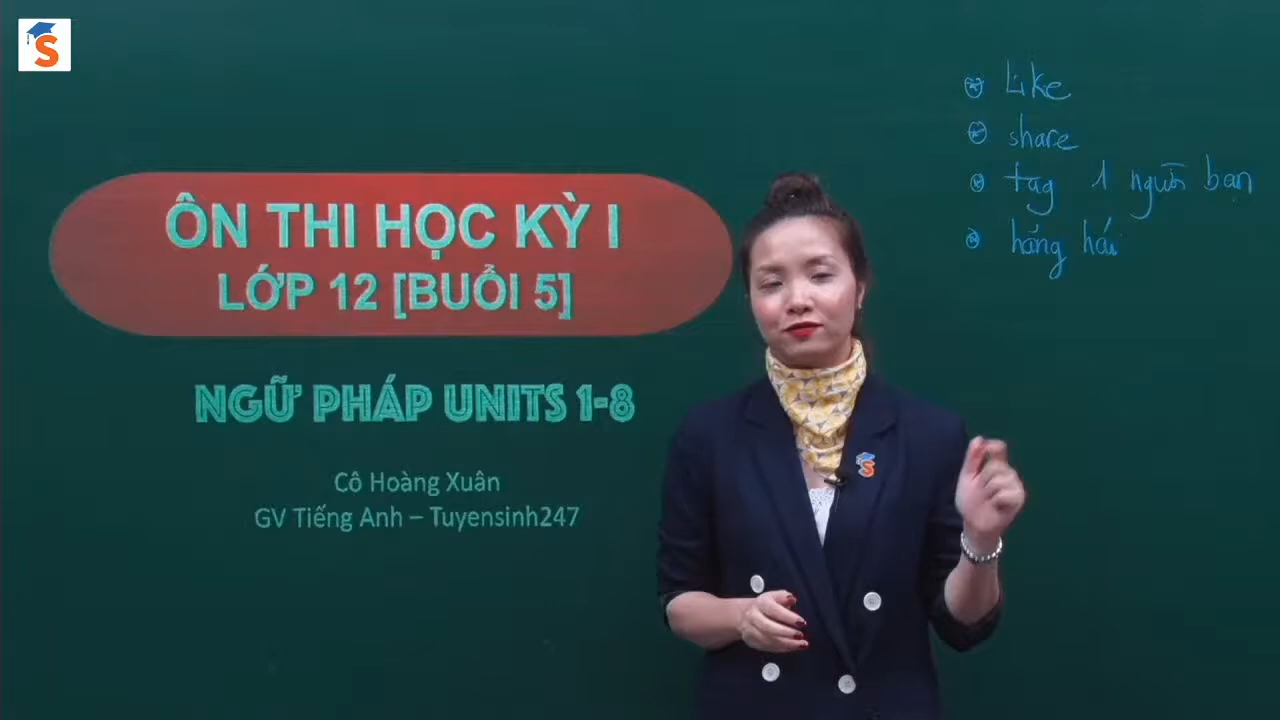 S
ÔN THI HỌC KỲ I
LỚP 12 [BUỔI 5]
NGỮ PHÁP UNITS 1-8
Cô Hoàng Xuân
GV Tiếng Anh – Tuyensinh247
Like
share
tag 1 người bạn
hăng hái
S